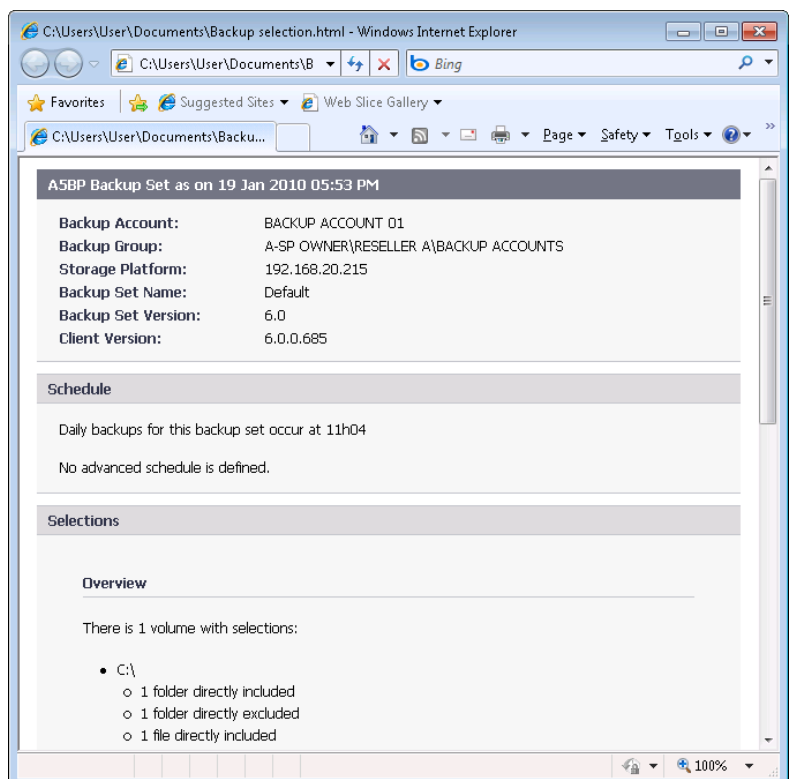 C:\Users\User\Documents\Backup selection.html - Windows Internet Explorer
C:\Users\User\Documents\B
Bing
Favorites Suggested Sites Web Slice Gallery
C:\Users\User\Documents\Backu... Page Safety Tools
A5BP Backup Set as on 19 Jan 2010 05:53 PM
Backup Account: BACKUP ACCOUNT 01
Backup Group: A-SP OWNER\RESELLER A\BACKUP ACCOUNTS
Storage Platform: 192.168.20.215
Backup Set Name: Default
Backup Set Version: 6.0
Client Version: 6.0.0.685
Schedule
Daily backups for this backup set occur at 11h04
No advanced schedule is defined.
Selections
Overview
There is 1 volume with selections:
C:\
1 folder directly included
1 folder directly excluded
1 file directly included
100%